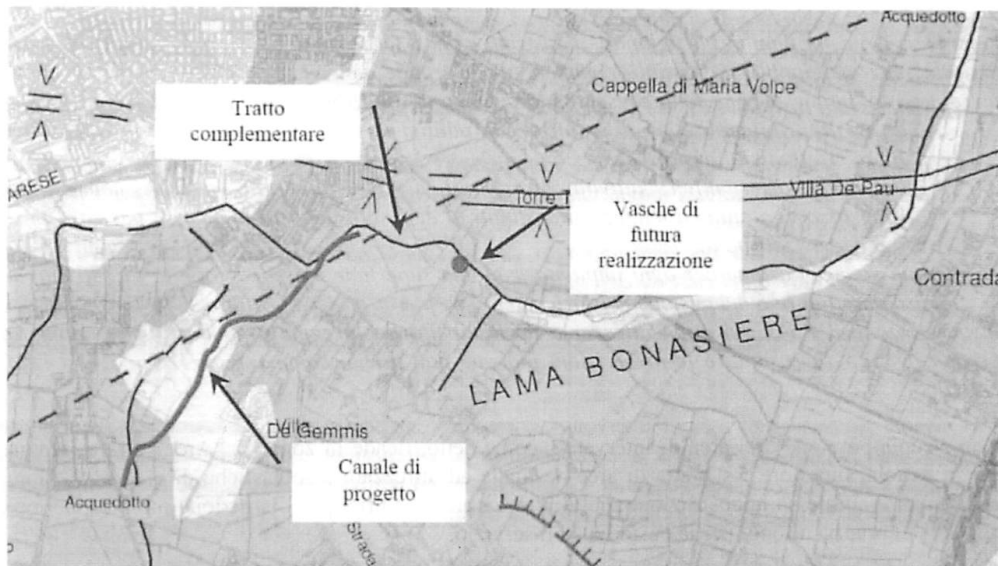 Acquedotto
Cappella di Maria Volpe
Tratto
complementare
ARESE
Torre
Villa De Pau
Vasche di
futura
realizzazione
Contrada
LAMA BONASIERE
Villa
De Gemmis
Canale di
progetto
Acquedotto
Strada